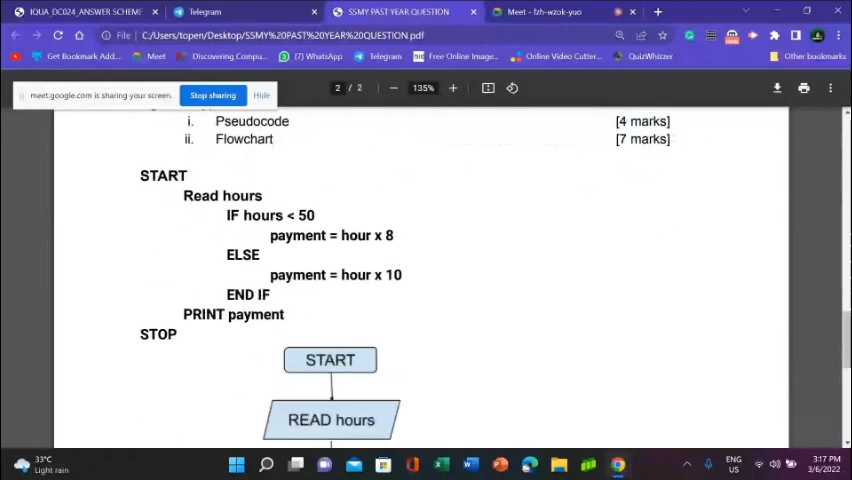 IQUA_DC024_ANSWER SCHEME
Telegram
SSMY PAST YEAR QUESTION
Meet - fzh-wzok-yuo
File
C:/Users/toperi/Desktop/SSMY%20PAST%20YEAR%20QUESTION.pdf
Get Bookmark Add...
Meet
Discovering Compu...
(7) WhatsApp
Telegram
Free Online Image...
Online Video Cutter...
QuizWhizzer
Other bookmarks
meet.google.com is sharing your screen.
Stop sharing
Hide
2 / 2
135%
i. Pseudocode [4 marks]
ii. Flowchart [7 marks]
START
Read hours
IF hours < 50
payment = hour x 8
ELSE
payment = hour x 10
END IF
PRINT payment
STOP
START
READ hours
33°C
Light rain
ENG
US
3:17 PM
3/6/2022